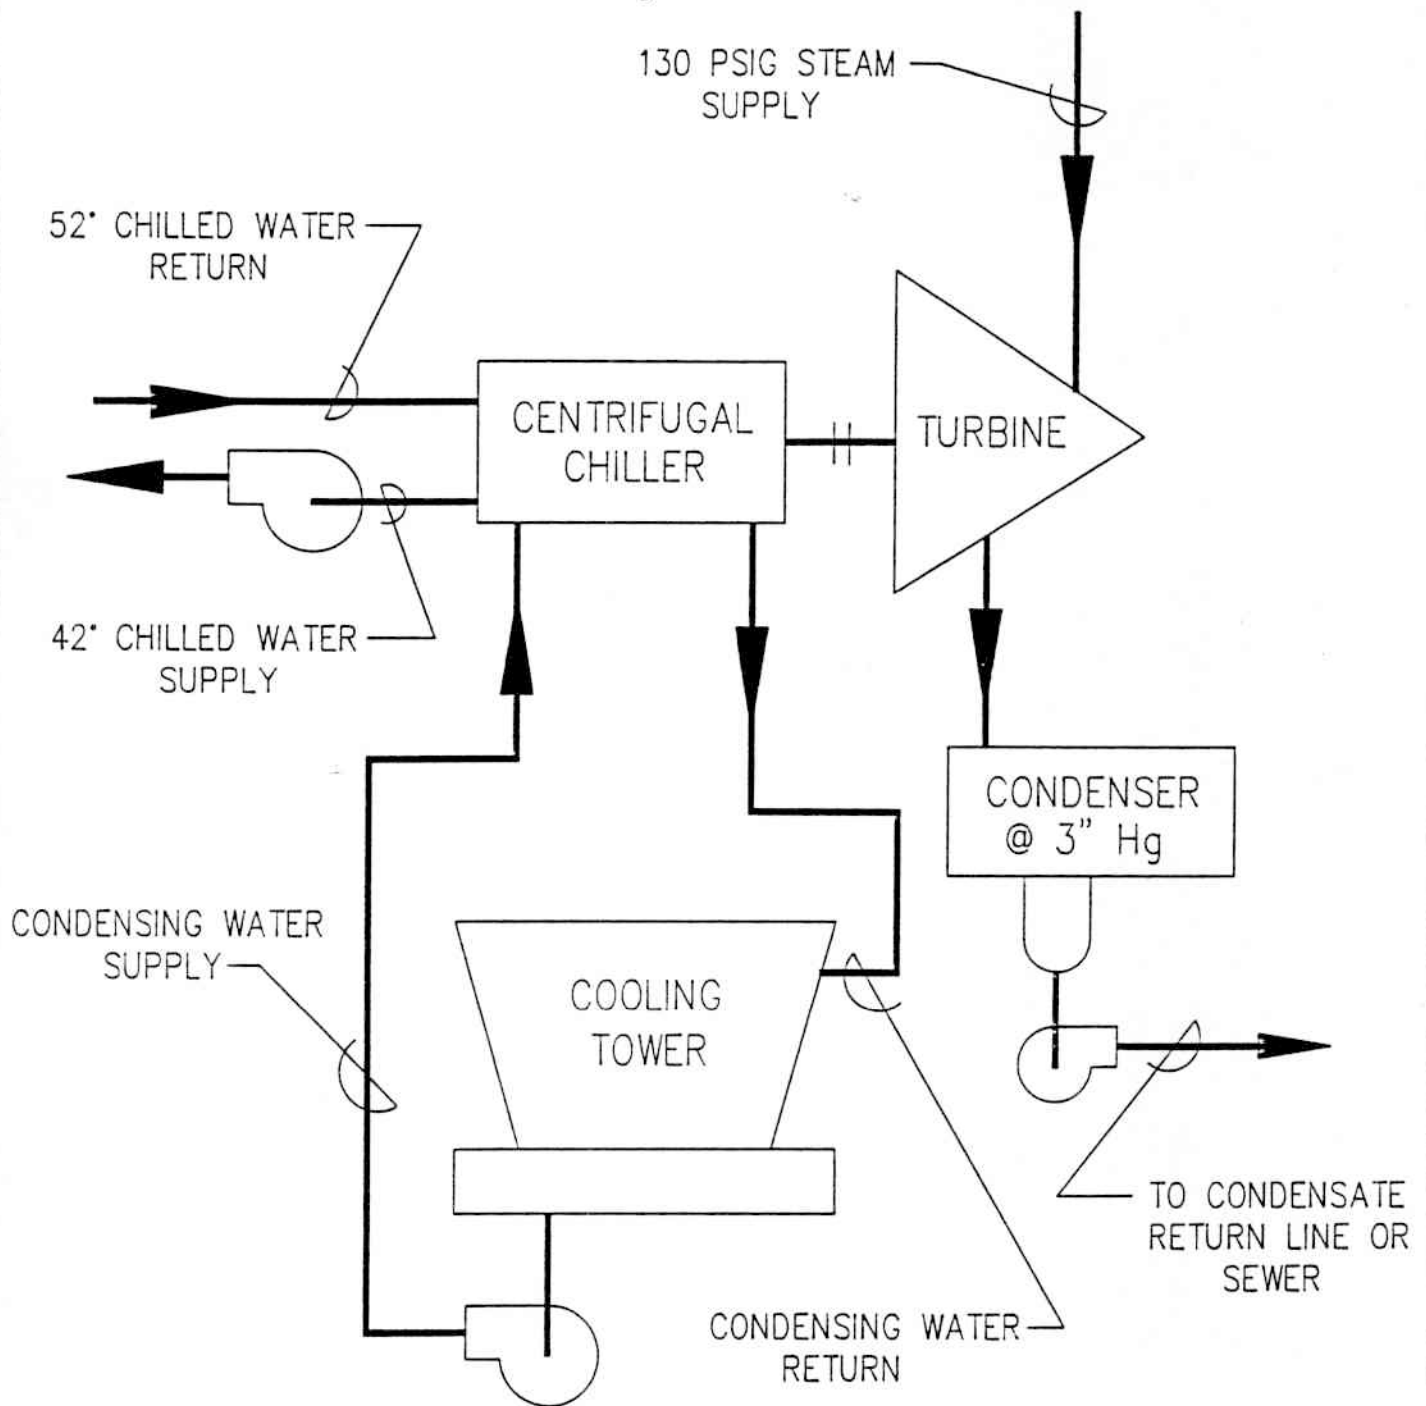 130 PSIG STEAM
SUPPLY
52° CHILLED WATER
RETURN
CENTRIFUGAL
CHILLER
TURBINE
42° CHILLED WATER
SUPPLY
CONDENSER
@ 3" Hg
CONDENSING WATER
SUPPLY
COOLING
TOWER
TO CONDENSATE
RETURN LINE OR
SEWER
CONDENSING WATER
RETURN